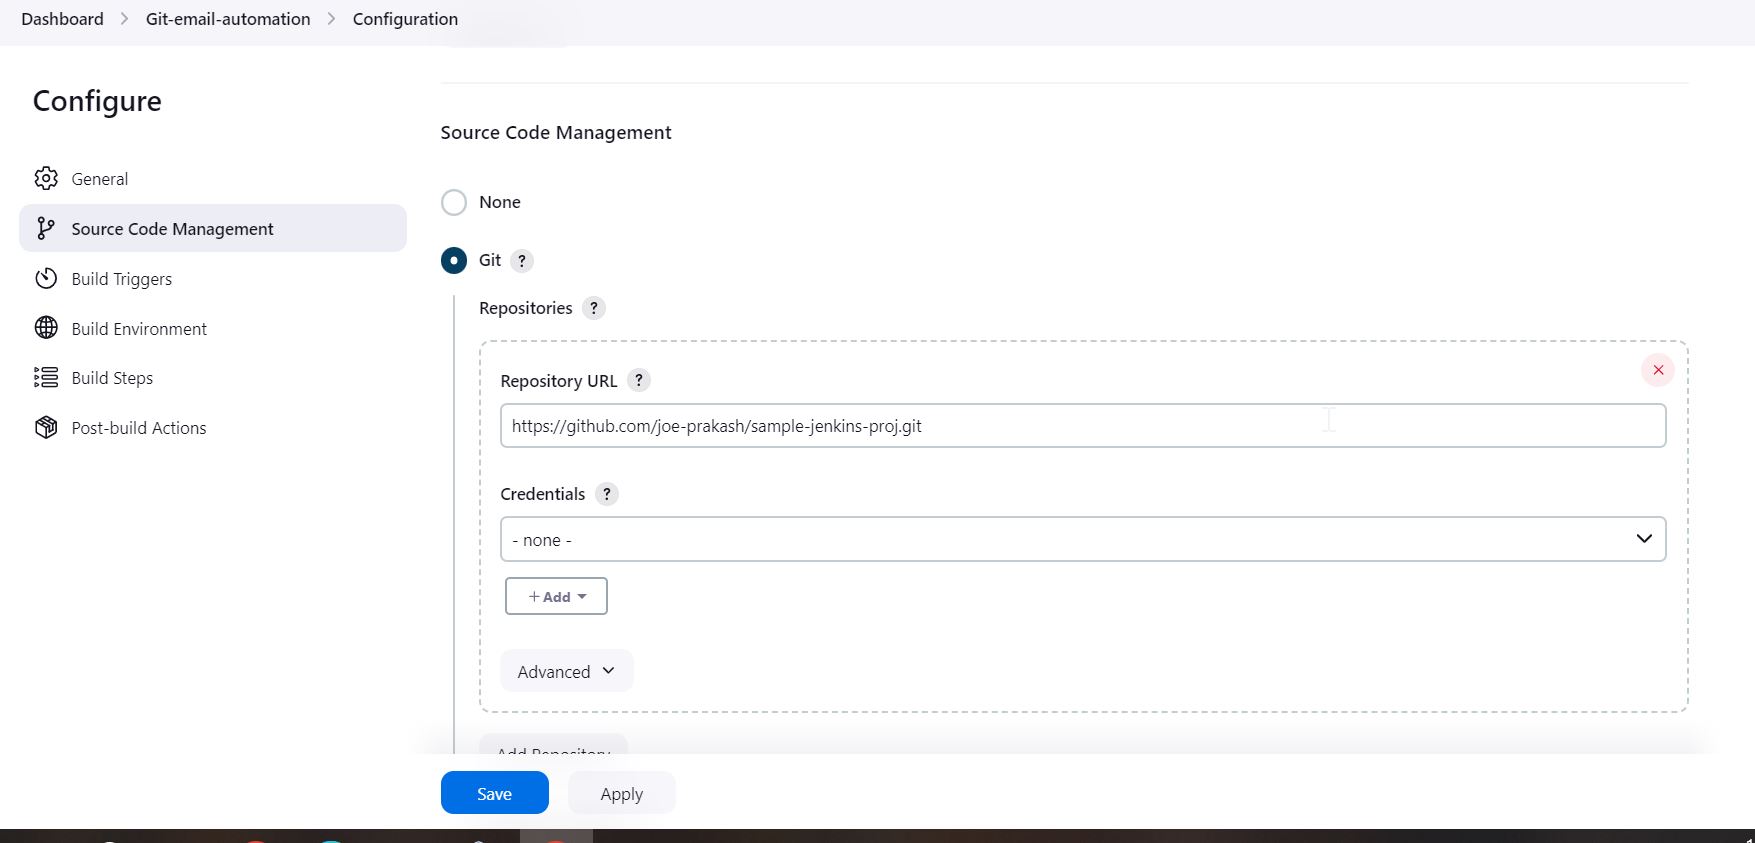 Dashboard > Git-email-automation > Configuration
Configure
General
Source Code Management
Build Triggers
Build Environment
Build Steps
Post-build Actions
Source Code Management
None
Git ?
Repositories ?
Repository URL ?
https://github.com/joe-prakash/sample-jenkins-proj.git
Credentials ?
- none -
+ Add
Advanced
Add Repository
Save
Apply